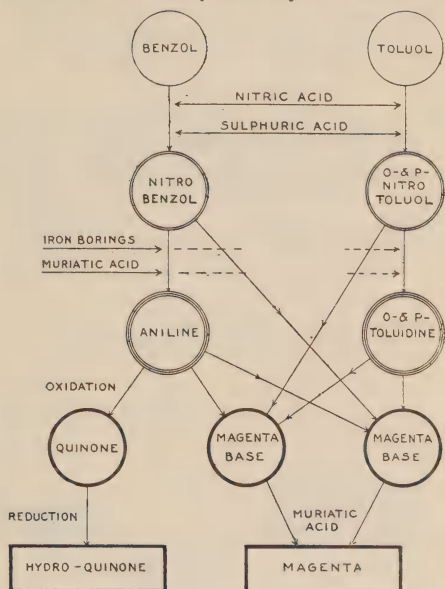 BENZOL
TOLUOL
NITRIC ACID
SULPHURIC ACID
NITRO
BENZOL
O-& P-
NITRO
TOLUOL
IRON BORINGS
MURIATIC ACID
ANILINE
O-& P-
TOLUIDINE
OXIDATION
QUINONE
MAGENTA
BASE
MAGENTA
BASE
REDUCTION
MURIATIC
ACID
HYDRO-QUINONE
MAGENTA